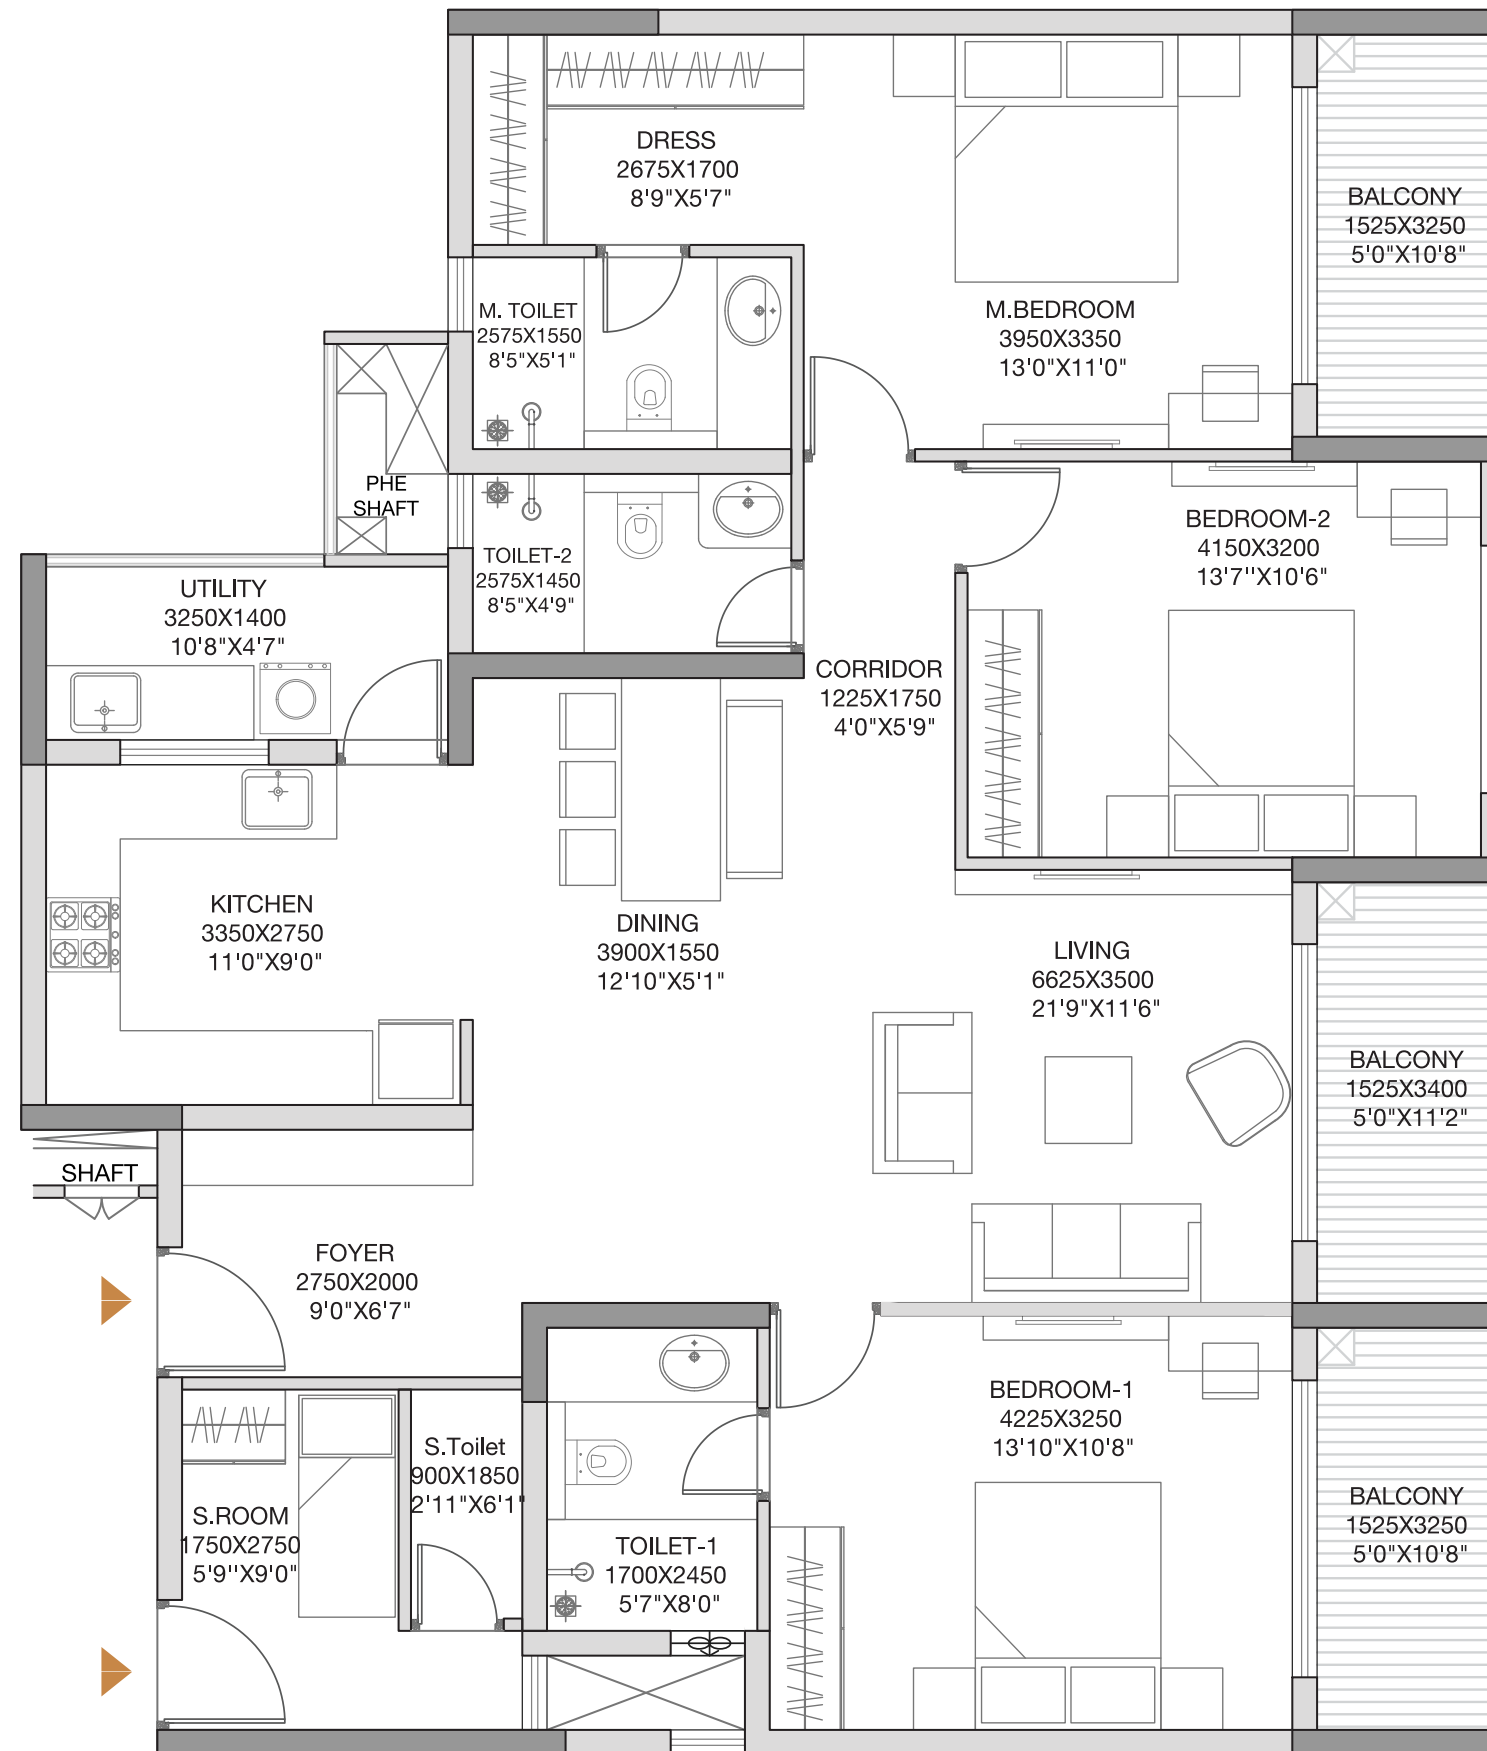 DRESS
2675X1700
8'9"X5'7"
BALCONY
1525X3250
5'0"X10'8"
M. TOILET
2575X1550
8'5"X5'1"
M.BEDROOM
3950X3350
13'0"X11'0"
PHE
SHAFT
BEDROOM-2
4150X3200
13'7''X10'6"
TOILET-2
2575X1450
8'5"X4'9"
UTILITY
3250X1400
10'8"X4'7"
CORRIDOR
1225X1750
4'0"X5'9"
KITCHEN
3350X2750
11'0"X9'0"
DINING
3900X1550
12'10"X5'1"
LIVING
6625X3500
21'9"X11'6"
BALCONY
1525X3400
5'0"X11'2"
SHAFT
FOYER
2750X2000
9'0"X6'7"
BEDROOM-1
4225X3250
13'10"X10'8"
S.Toilet
900X1850
2'11"X6'1"
S.ROOM
1750X2750
5'9''X9'0"
TOILET-1
1700X2450
5'7"X8'0"
BALCONY
1525X3250
5'0"X10'8"